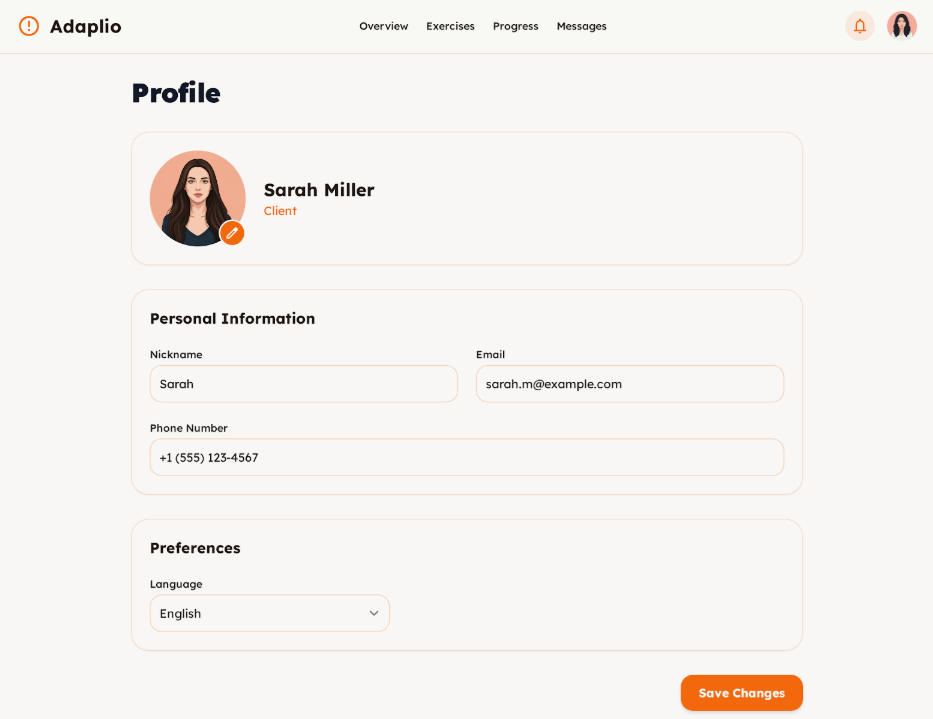 Adaplio
Overview Exercises Progress Messages
Profile
Sarah Miller
Client
Personal Information
Nickname Email
Sarah sarah.m@example.com
Phone Number
+1 (555) 123-4567
Preferences
Language
English
Save Changes